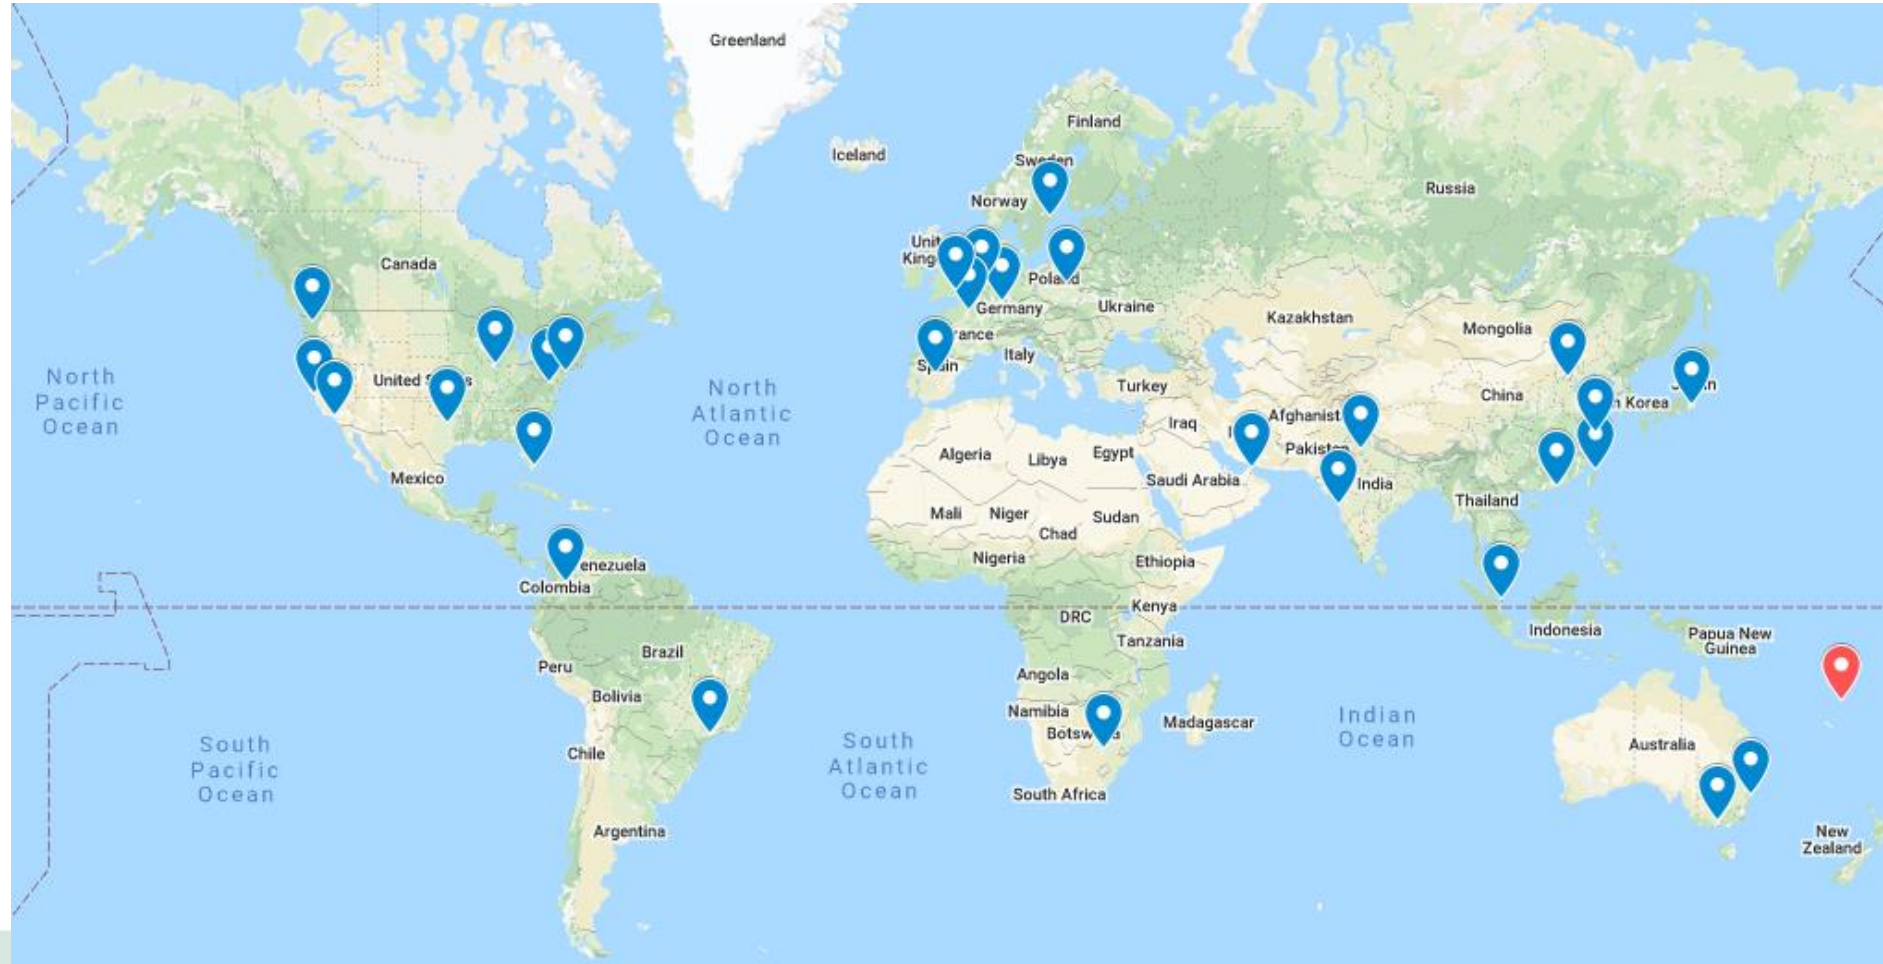 Greenland
Finland
Iceland
Sweden
Russia
Norway
Canada
Poland
Germany
Ukraine
Kazakhstan
Mongolia
Italy
United
North
Pacific
Ocean
North
Atlantic
Ocean
Turkey
China
Korea
Iraq
Algeria
Libya
Egypt
Pakistan
Mexico
Saudi Arabia
India
Thailand
Mali
Niger
Chad
Sudan
Nigeria
Ethiopia
Colombia
DRC
Kenya
Tanzania
Indonesia
Papua New
Guinea
Peru
Brazil
Angola
Bolivia
Namibia
Madagascar
Indian
Ocean
South
Pacific
Ocean
Chile
South
Atlantic
Ocean
Australia
South Africa
Argentina
New
Zealand